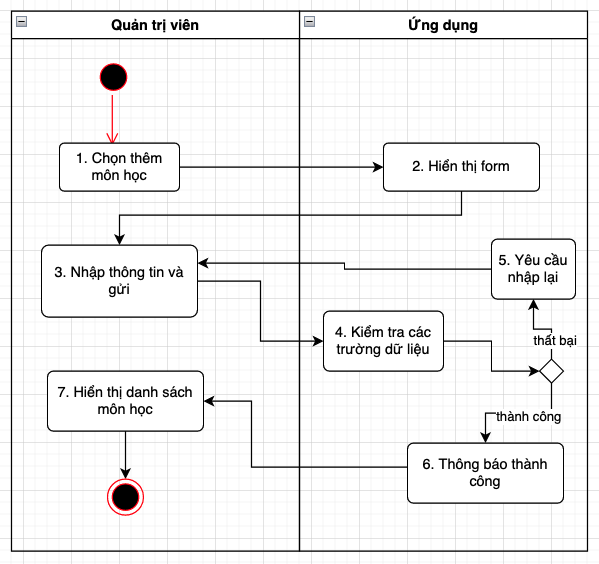 Quản trị viên
Ứng dụng
1. Chọn thêm
môn học
2. Hiển thị form
3. Nhập thông tin và
gửi
5. Yêu cầu
nhập lại
4. Kiểm tra các
trường dữ liệu
thất bại
7. Hiển thị danh sách
môn học
thành công
6. Thông báo thành
công